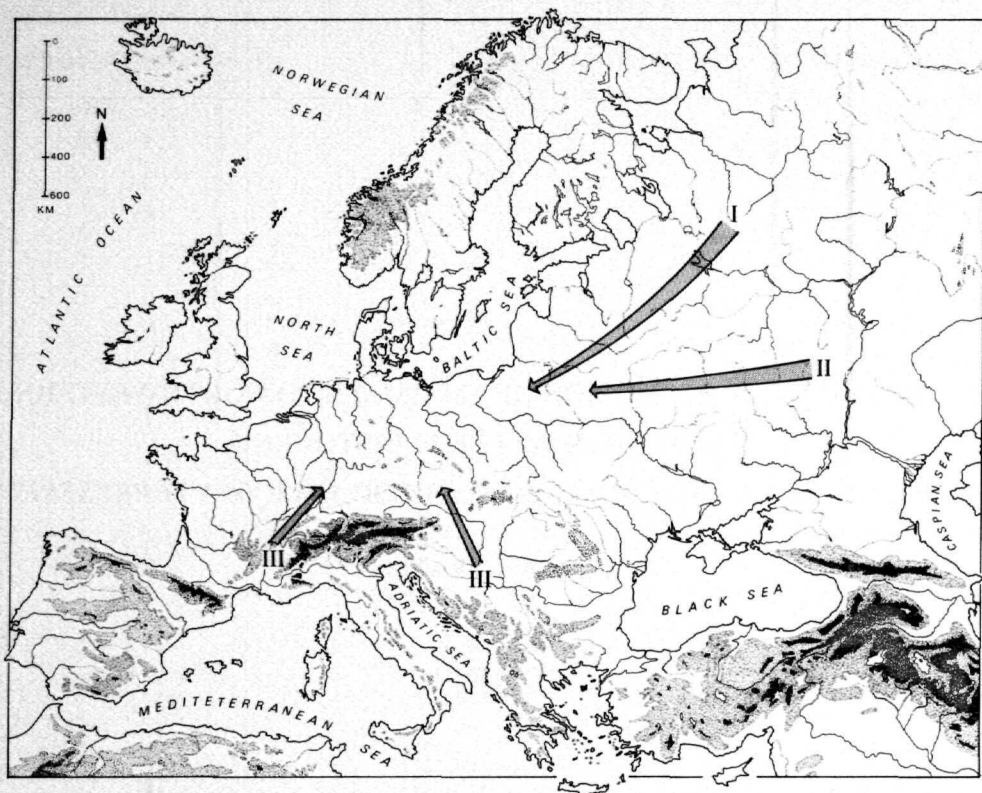 0
100
200
400
600
KM
N
NORWEGIAN
SEA
ATLANTIC OCEAN
NORTH
SEA
BALTIC SEA
I
II
III
III
ADRIATIC SEA
BLACK SEA
CASPIAN SEA
MEDITETERRANEAN
SEA